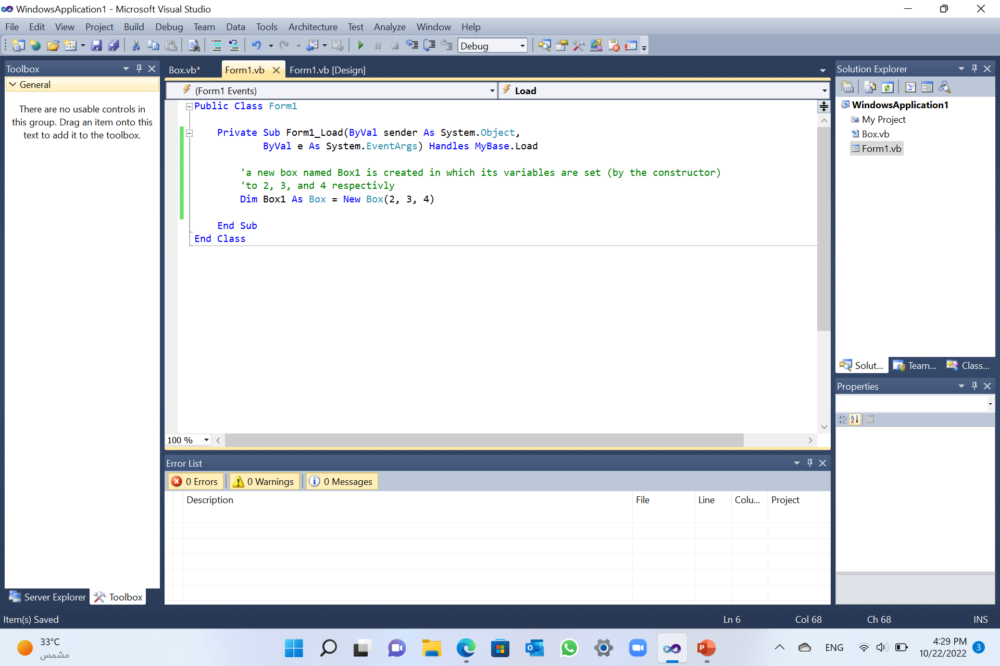 WindowsApplication1 - Microsoft Visual Studio
File Edit View Project Build Debug Team Data Tools Architecture Test Analyze Window Help
Debug
Toolbox
General
There are no usable controls in
this group. Drag an item onto this
text to add it to the toolbox.
Server Explorer
Toolbox
Box.vb*
Form1.vb
Form1.vb [Design]
(Form1 Events)
Load
Public Class Form1
Private Sub Form1_Load(ByVal sender As System.Object,
ByVal e As System.EventArgs) Handles MyBase.Load
'a new box named Box1 is created in which its variables are set (by the constructor)
'to 2, 3, and 4 respectivly
Dim Box1 As Box = New Box(2, 3, 4)
End Sub
End Class
100 %
Error List
0 Errors
0 Warnings
0 Messages
Description File Line Colu... Project
Solution Explorer
WindowsApplication1
My Project
Box.vb
Form1.vb
Solut...
Team...
Class...
Properties
Item(s) Saved
Ln 6 Col 68 Ch 68 INS
33°C
مشمس
ENG
4:29 PM
10/22/2022
3